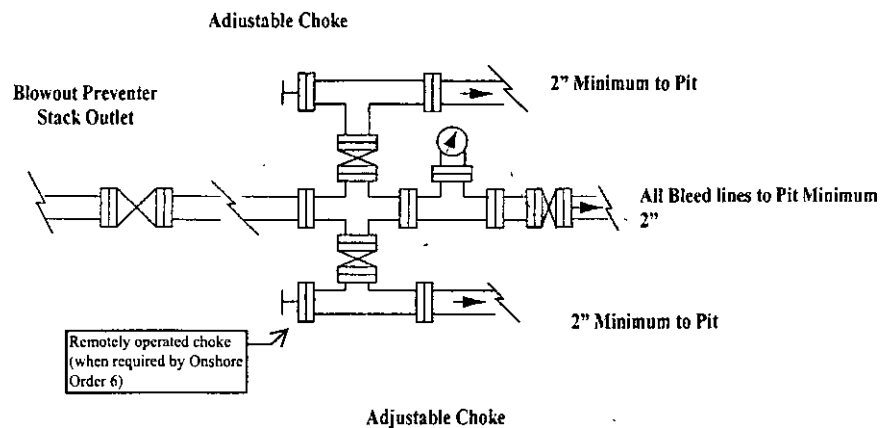 Adjustable Choke
2” Minimum to Pit
Blowout Preventer
Stack Outlet
All Bleed lines to Pit Minimum
2”
2” Minimum to Pit
Remotely operated choke
(when required by Onshore
Order 6)
Adjustable Choke